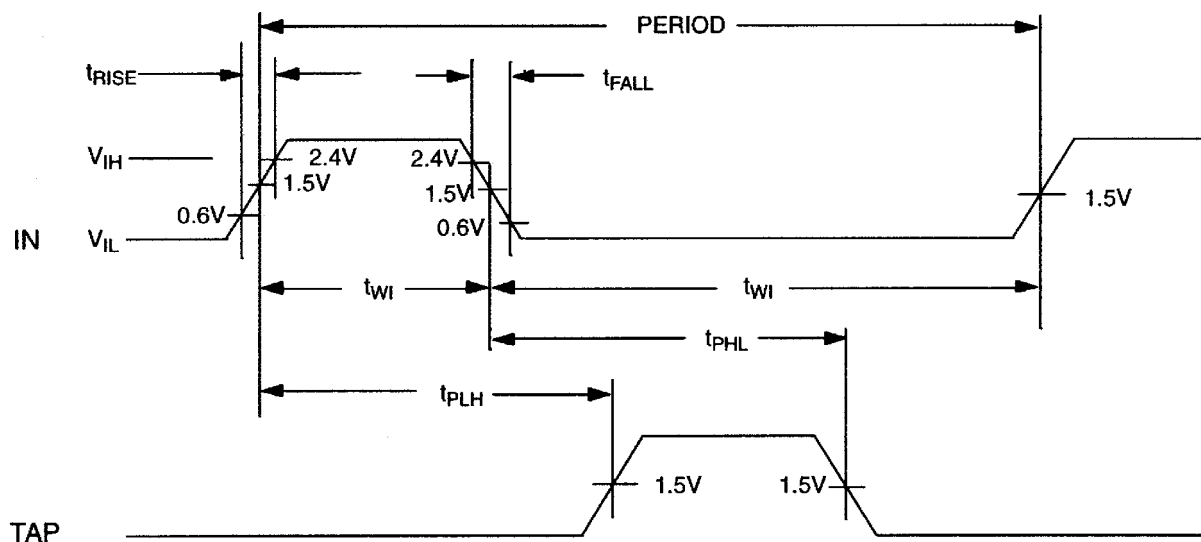 PERIOD
tRISE
tFALL
VIH
2.4V
2.4V
1.5V
1.5V
1.5V
0.6V
0.6V
IN
VIL
tWI
tWI
tPHL
tPLH
1.5V
1.5V
TAP